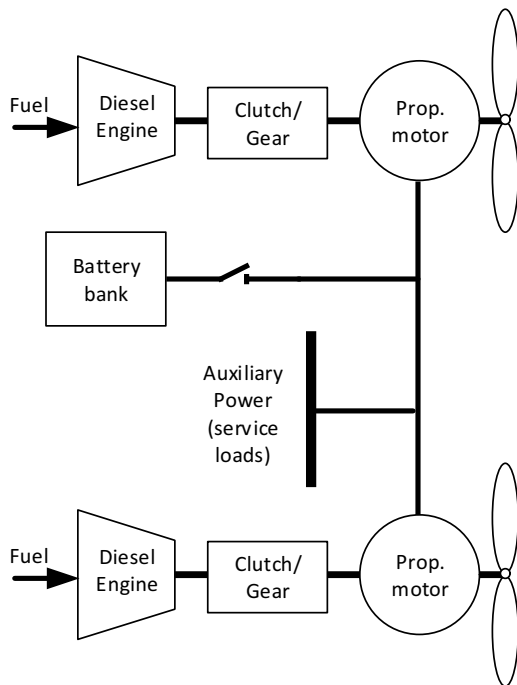 Fuel
Diesel
Engine
Clutch/
Gear
Prop.
motor
Battery
bank
Auxiliary
Power
(service
loads)
Fuel
Diesel
Engine
Clutch/
Gear
Prop.
motor